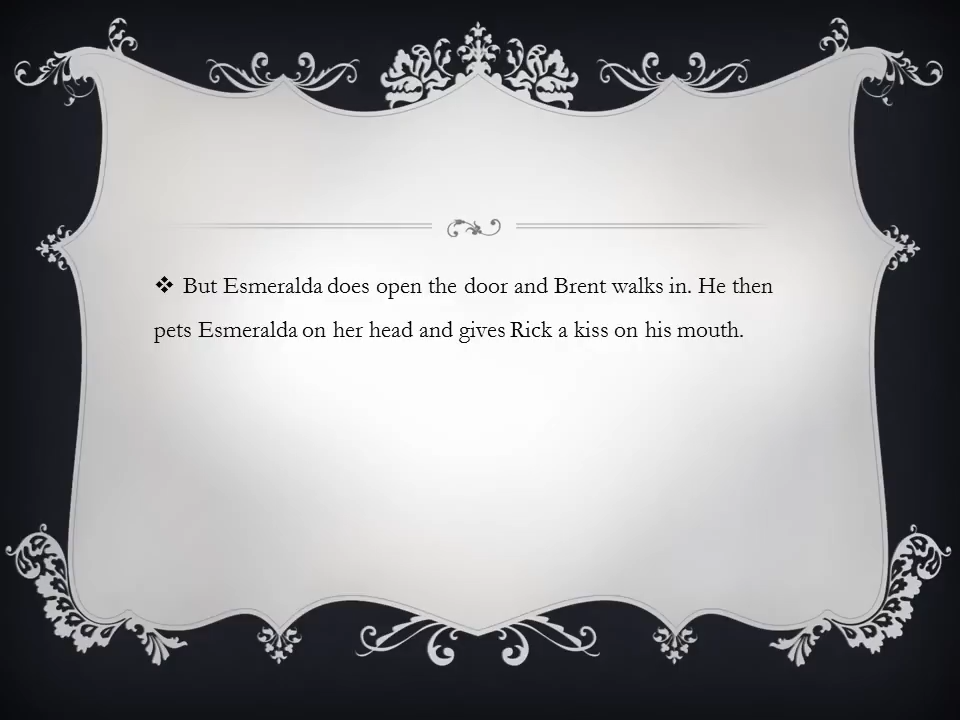 ❖ But Esmeralda does open the door and Brent walks in. He then
pets Esmeralda on her head and gives Rick a kiss on his mouth.